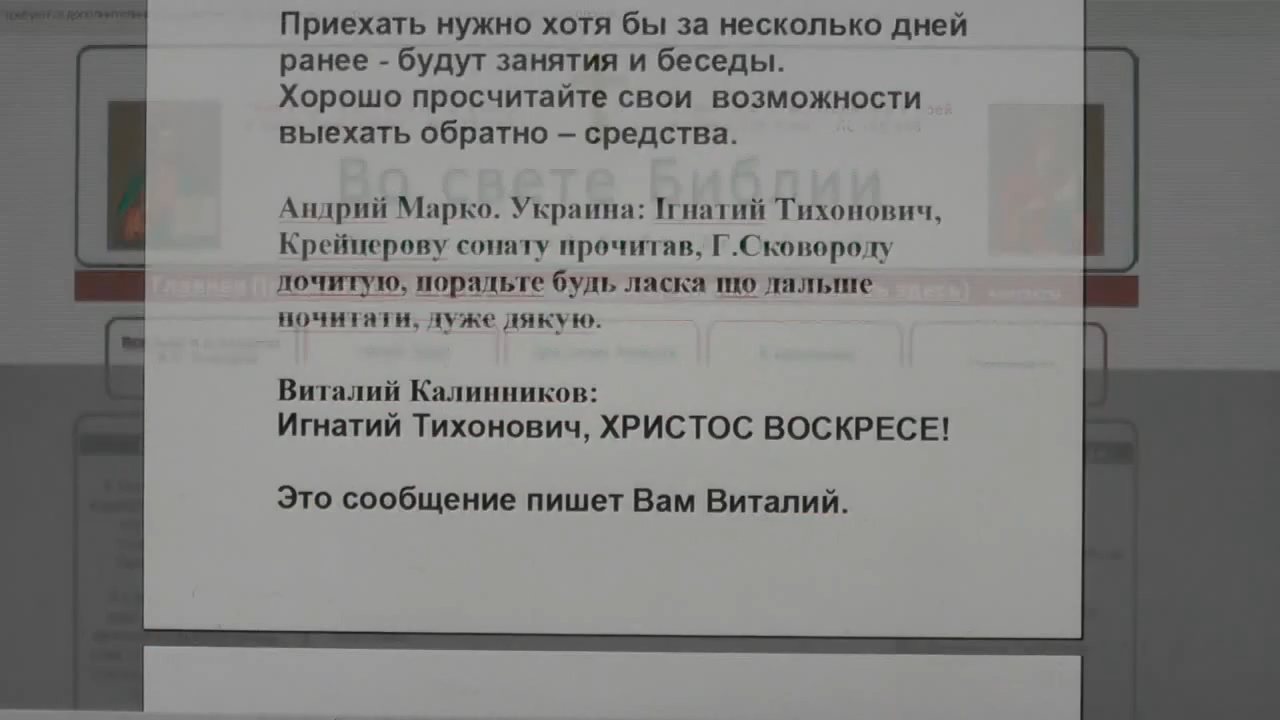 Приехать нужно хотя бы за несколько дней
ранее - будут занятия и беседы.
Хорошо просчитайте свои возможности
выехать обратно – средства.
Во свете Библии
Андрий Марко. Украина: Ігнатий Тихонович,
Крейцерову сонату прочитав, Г.Сковороду
дочитую, порадьте будь ласка що дальше
почитати, дуже дякую.
Виталий Калинников:
Игнатий Тихонович, ХРИСТОС ВОСКРЕСЕ!
Это сообщение пишет Вам Виталий.